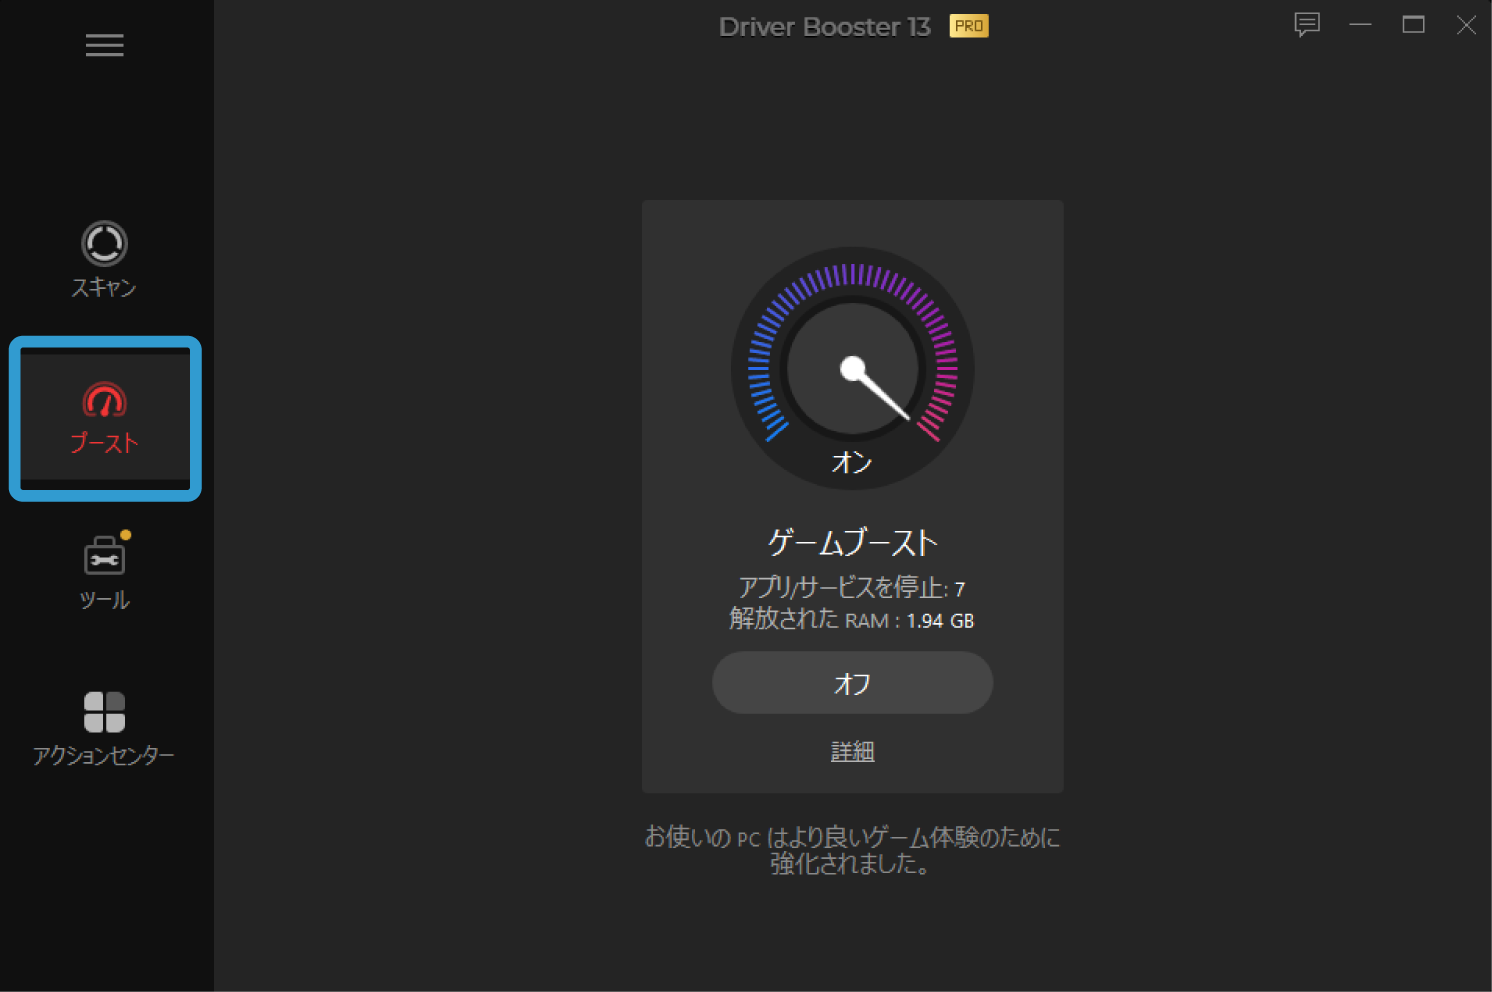 Driver Booster 13 PRO
スキャン
ブースト
ツール
アクションセンター
オン
ゲームブースト
アプリ/サービスを停止: 7
解放された RAM : 1.94 GB
オフ
詳細
お使いの PC はより良いゲーム体験のために
強化されました。